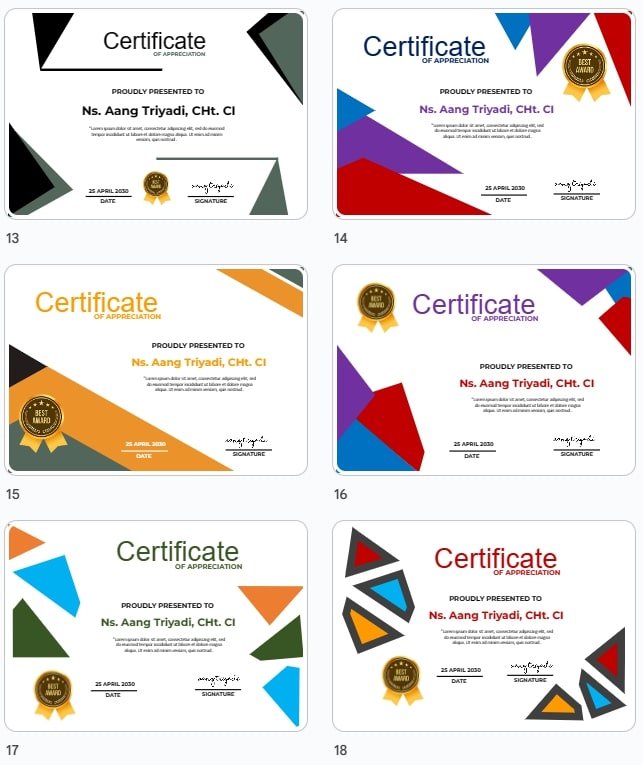 Certificate
OF APPRECIATION
PROUDLY PRESENTED TO
Ns. Aang Triyadi, CHt. CI
"Lorem ipsum dolor sit amet, consectetur adipiscing elit, sed do eiusmod
tempor incididunt ut labore et dolore magna aliqua. Ut enim ad minim
veniam, quis nostrud.
25 APRIL 2030
DATE
BEST
AWARD
SIGNATURE
13
Certificate
OF APPRECIATION
BEST
AWARD
PROUDLY PRESENTED TO
Ns. Aang Triyadi, CHt. CI
"Lorem ipsum dolor sit amet, consectetur adipiscing elit, sed
do eiusmod tempor incididunt ut labore et dolore magna
aliqua. Ut enim ad minim veniam, quis nostrud.
25 APRIL 2030
DATE
SIGNATURE
14
Certificate
OF APPRECIATION
PROUDLY PRESENTED TO
Ns. Aang Triyadi, CHt. CI
"Lorem ipsum dolor sit amet, consectetur adipiscing elit, sed
do eiusmod tempor incididunt ut labore et dolore magna
aliqua. Ut enim ad minim veniam, quis nostrud.
BEST
AWARD
25 APRIL 2030
DATE
SIGNATURE
15
BEST
AWARD
Certificate
OF APPRECIATION
PROUDLY PRESENTED TO
Ns. Aang Triyadi, CHt. CI
"Lorem ipsum dolor sit amet, consectetur adipiscing elit, sed
do eiusmod tempor incididunt ut labore et dolore magna
aliqua. Ut enim ad minim veniam, quis nostrud.
25 APRIL 2030
DATE
SIGNATURE
16
Certificate
OF APPRECIATION
PROUDLY PRESENTED TO
Ns. Aang Triyadi, CHt. CI
"Lorem ipsum dolor sit amet, consectetur adipiscing elit, sed
do eiusmod tempor incididunt ut labore et dolore magna
aliqua. Ut enim ad minim veniam, quis nostrud.
BEST
AWARD
25 APRIL 2030
DATE
SIGNATURE
17
Certificate
OF APPRECIATION
PROUDLY PRESENTED TO
Ns. Aang Triyadi, CHt. CI
"Lorem ipsum dolor sit amet, consectetur adipiscing elit, sed
do eiusmod tempor incididunt ut labore et dolore magna
aliqua. Ut enim ad minim veniam, quis nostrud.
BEST
AWARD
25 APRIL 2030
DATE
SIGNATURE
18